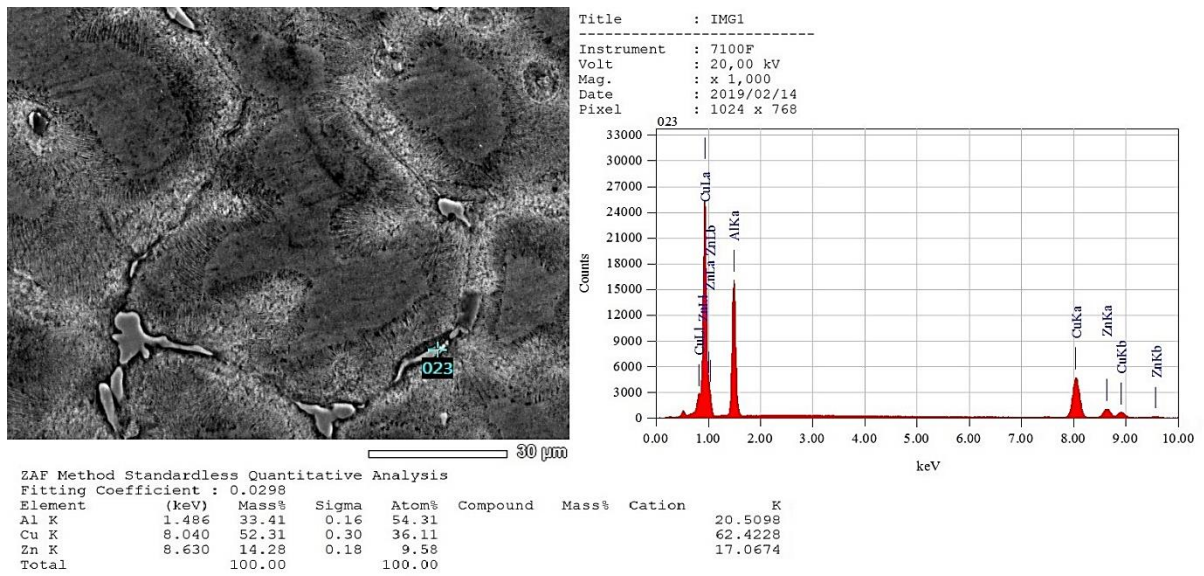 Title : IMG1
---------------------------
Instrument : 7100F
Volt : 20,00 kV
Mag. : x 1,000
Date : 2019/02/14
Pixel : 1024 x 768
023
30 µm
023
33000
30000
27000
24000
21000
18000
15000
12000
9000
6000
3000
0
Counts
CuLl
ZnLl
CuLa
ZnLa
ZnLb
AlKa
CuKa
ZnKa
CuKb
ZnKb
0.00 1.00 2.00 3.00 4.00 5.00 6.00 7.00 8.00 9.00 10.00
keV
ZAF Method Standardless Quantitative Analysis
Fitting Coefficient : 0.0298
Element (keV) Mass% Sigma Atom% Compound Mass% Cation K
Al K 1.486 33.41 0.16 54.31 20.5098
Cu K 8.040 52.31 0.30 36.11 62.4228
Zn K 8.630 14.28 0.18 9.58 17.0674
Total 100.00 100.00